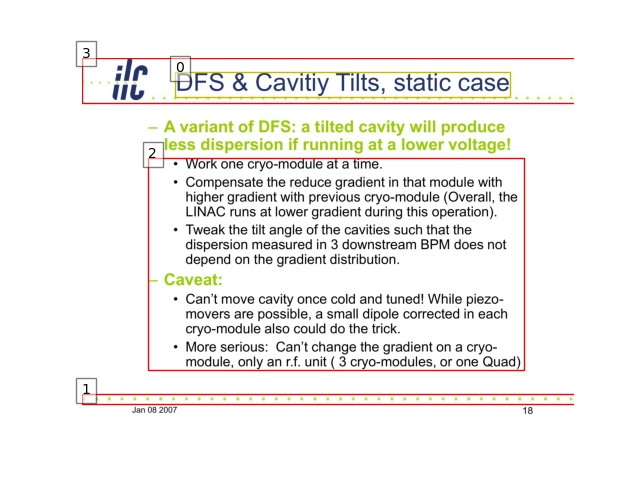 3
0
ilc
DFS & Cavitiy Tilts, static case
– A variant of DFS: a tilted cavity will produce
less dispersion if running at a lower voltage!
2
• Work one cryo-module at a time.
• Compensate the reduce gradient in that module with
higher gradient with previous cryo-module (Overall, the
LINAC runs at lower gradient during this operation).
• Tweak the tilt angle of the cavities such that the
dispersion measured in 3 downstream BPM does not
depend on the gradient distribution.
– Caveat:
• Can't move cavity once cold and tuned! While piezo-
movers are possible, a small dipole corrected in each
cryo-module also could do the trick.
• More serious: Can't change the gradient on a cryo-
module, only an r.f. unit ( 3 cryo-modules, or one Quad)
1
Jan 08 2007
18